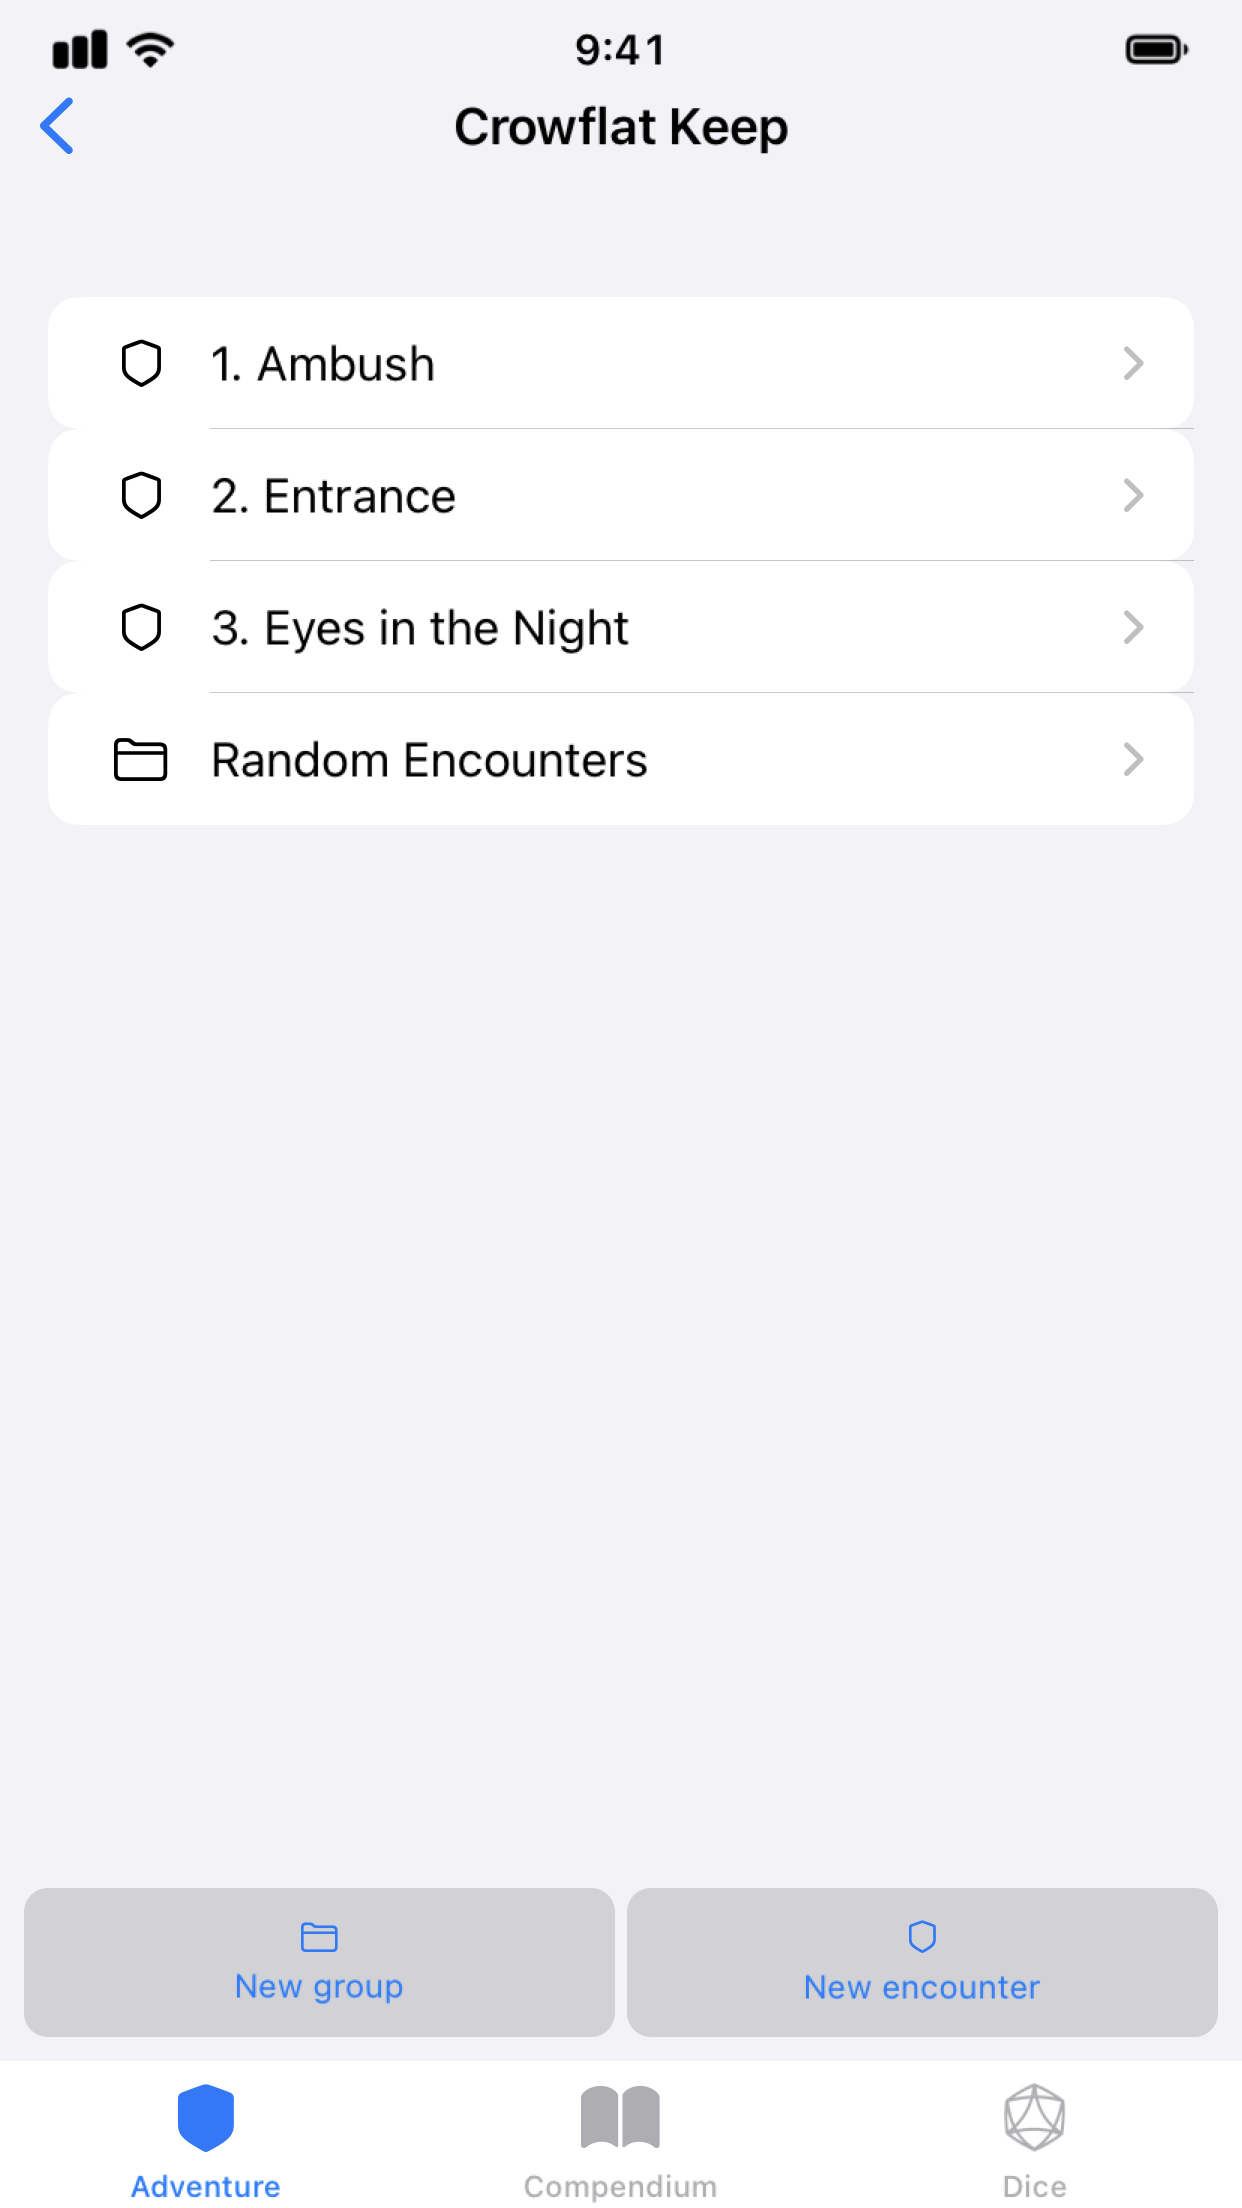 9:41
Crowflat Keep
1. Ambush
2. Entrance
3. Eyes in the Night
Random Encounters
New group
New encounter
Adventure
Compendium
Dice